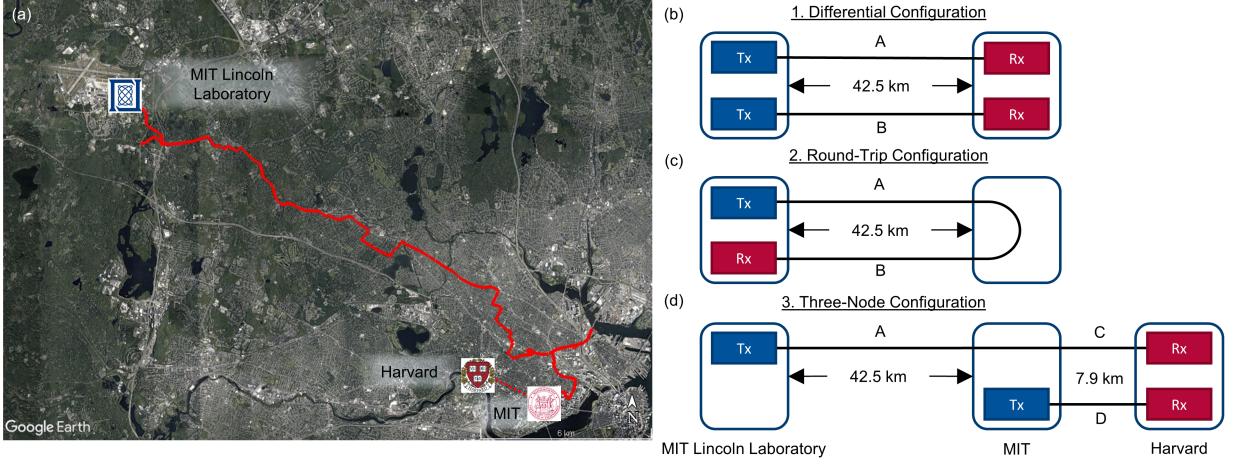 (a)
MIT Lincoln
Laboratory
Harvard
MIT
N
6 km
Google Earth
(b)
1. Differential Configuration
A
Tx
Rx
42.5 km
Tx
Rx
B
(c)
2. Round-Trip Configuration
A
Tx
42.5 km
Rx
B
(d)
3. Three-Node Configuration
A
C
Tx
Rx
42.5 km
7.9 km
Tx
Rx
D
MIT Lincoln Laboratory
MIT
Harvard